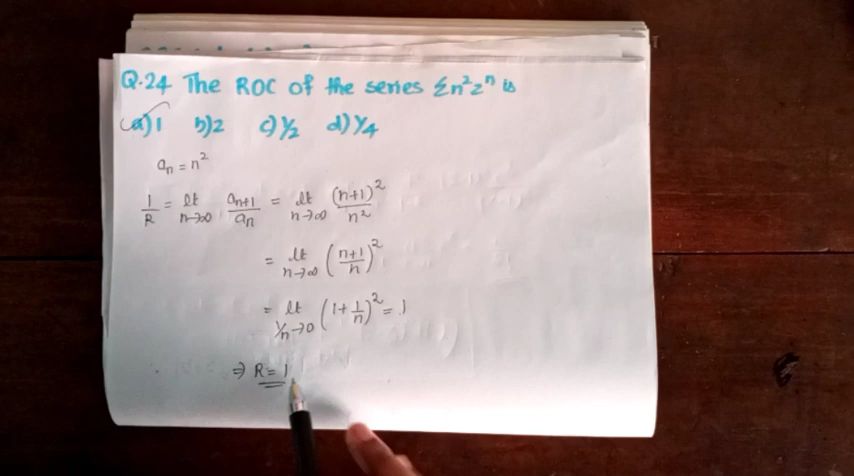 Q.24 The ROC of the series Σn²zⁿ is
a) 1 b) 2 c) ½ d) ¼
aₙ = n²
1/R = lt n→∞ aₙ₊₁/aₙ = lt n→∞ (n+1)²/n²
= lt n→∞ ((n+1)/n)²
= lt 1/n→0 (1+1/n)² = 1
⇒ R = 1